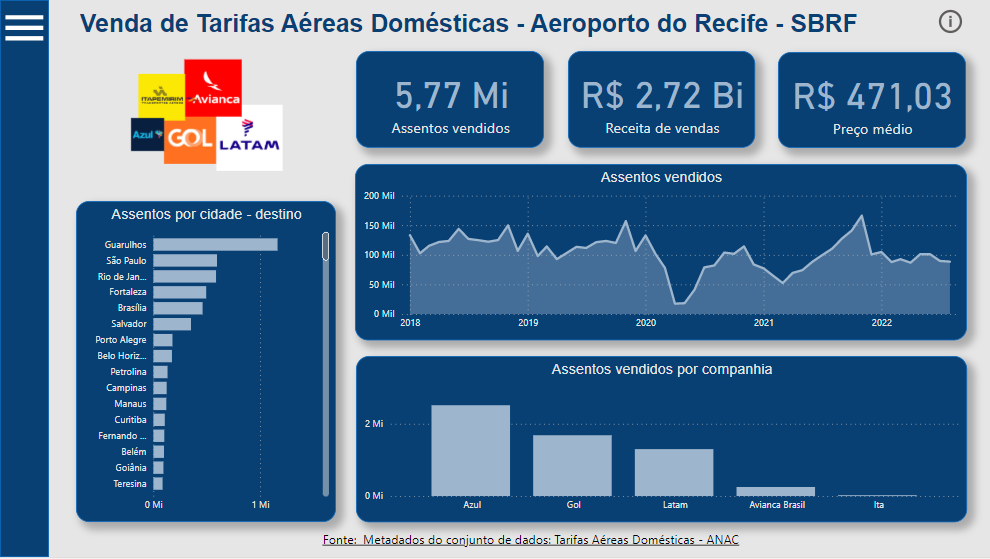 Venda de Tarifas Aéreas Domésticas - Aeroporto do Recife - SBRF
ITAPEMIRIM
TRANSPORTES AÉREOS
Avianca
Azul
GOL
LATAM
5,77 Mi
Assentos vendidos
R$ 2,72 Bi
Receita de vendas
R$ 471,03
Preço médio
Assentos por cidade - destino
Guarulhos
São Paulo
Rio de Jan...
Fortaleza
Brasília
Salvador
Porto Alegre
Belo Horiz...
Petrolina
Campinas
Manaus
Curitiba
Fernando ...
Belém
Goiânia
Teresina
0 Mi 1 Mi
Assentos vendidos
200 Mil
150 Mil
100 Mil
50 Mil
0 Mil
2018 2019 2020 2021 2022
Assentos vendidos por companhia
2 Mi
0 Mi
Azul Gol Latam Avianca Brasil Ita
Fonte: Metadados do conjunto de dados: Tarifas Aéreas Domésticas - ANAC